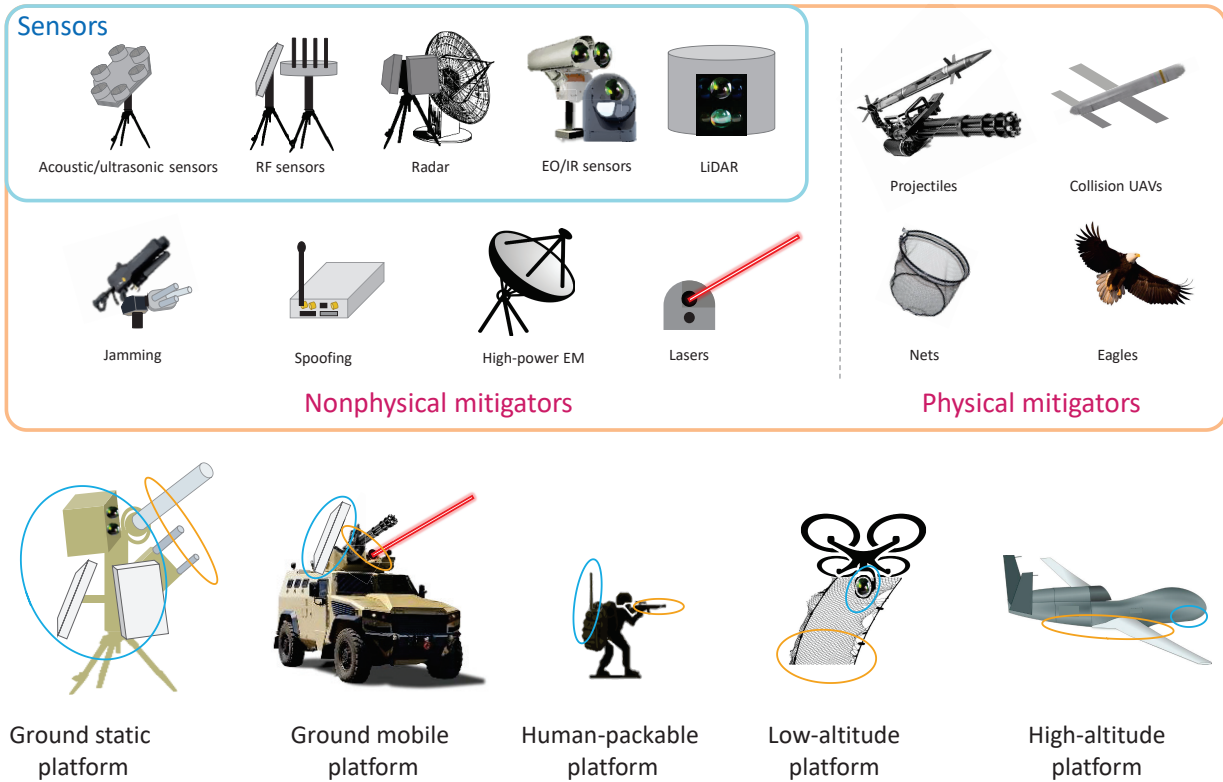 Sensors
Acoustic/ultrasonic sensors
RF sensors
Radar
EO/IR sensors
LiDAR
Projectiles
Collision UAVs
Jamming
Spoofing
High-power EM
Lasers
Nets
Eagles
Nonphysical mitigators
Physical mitigators
Ground static
platform
Ground mobile
platform
Human-packable
platform
Low-altitude
platform
High-altitude
platform